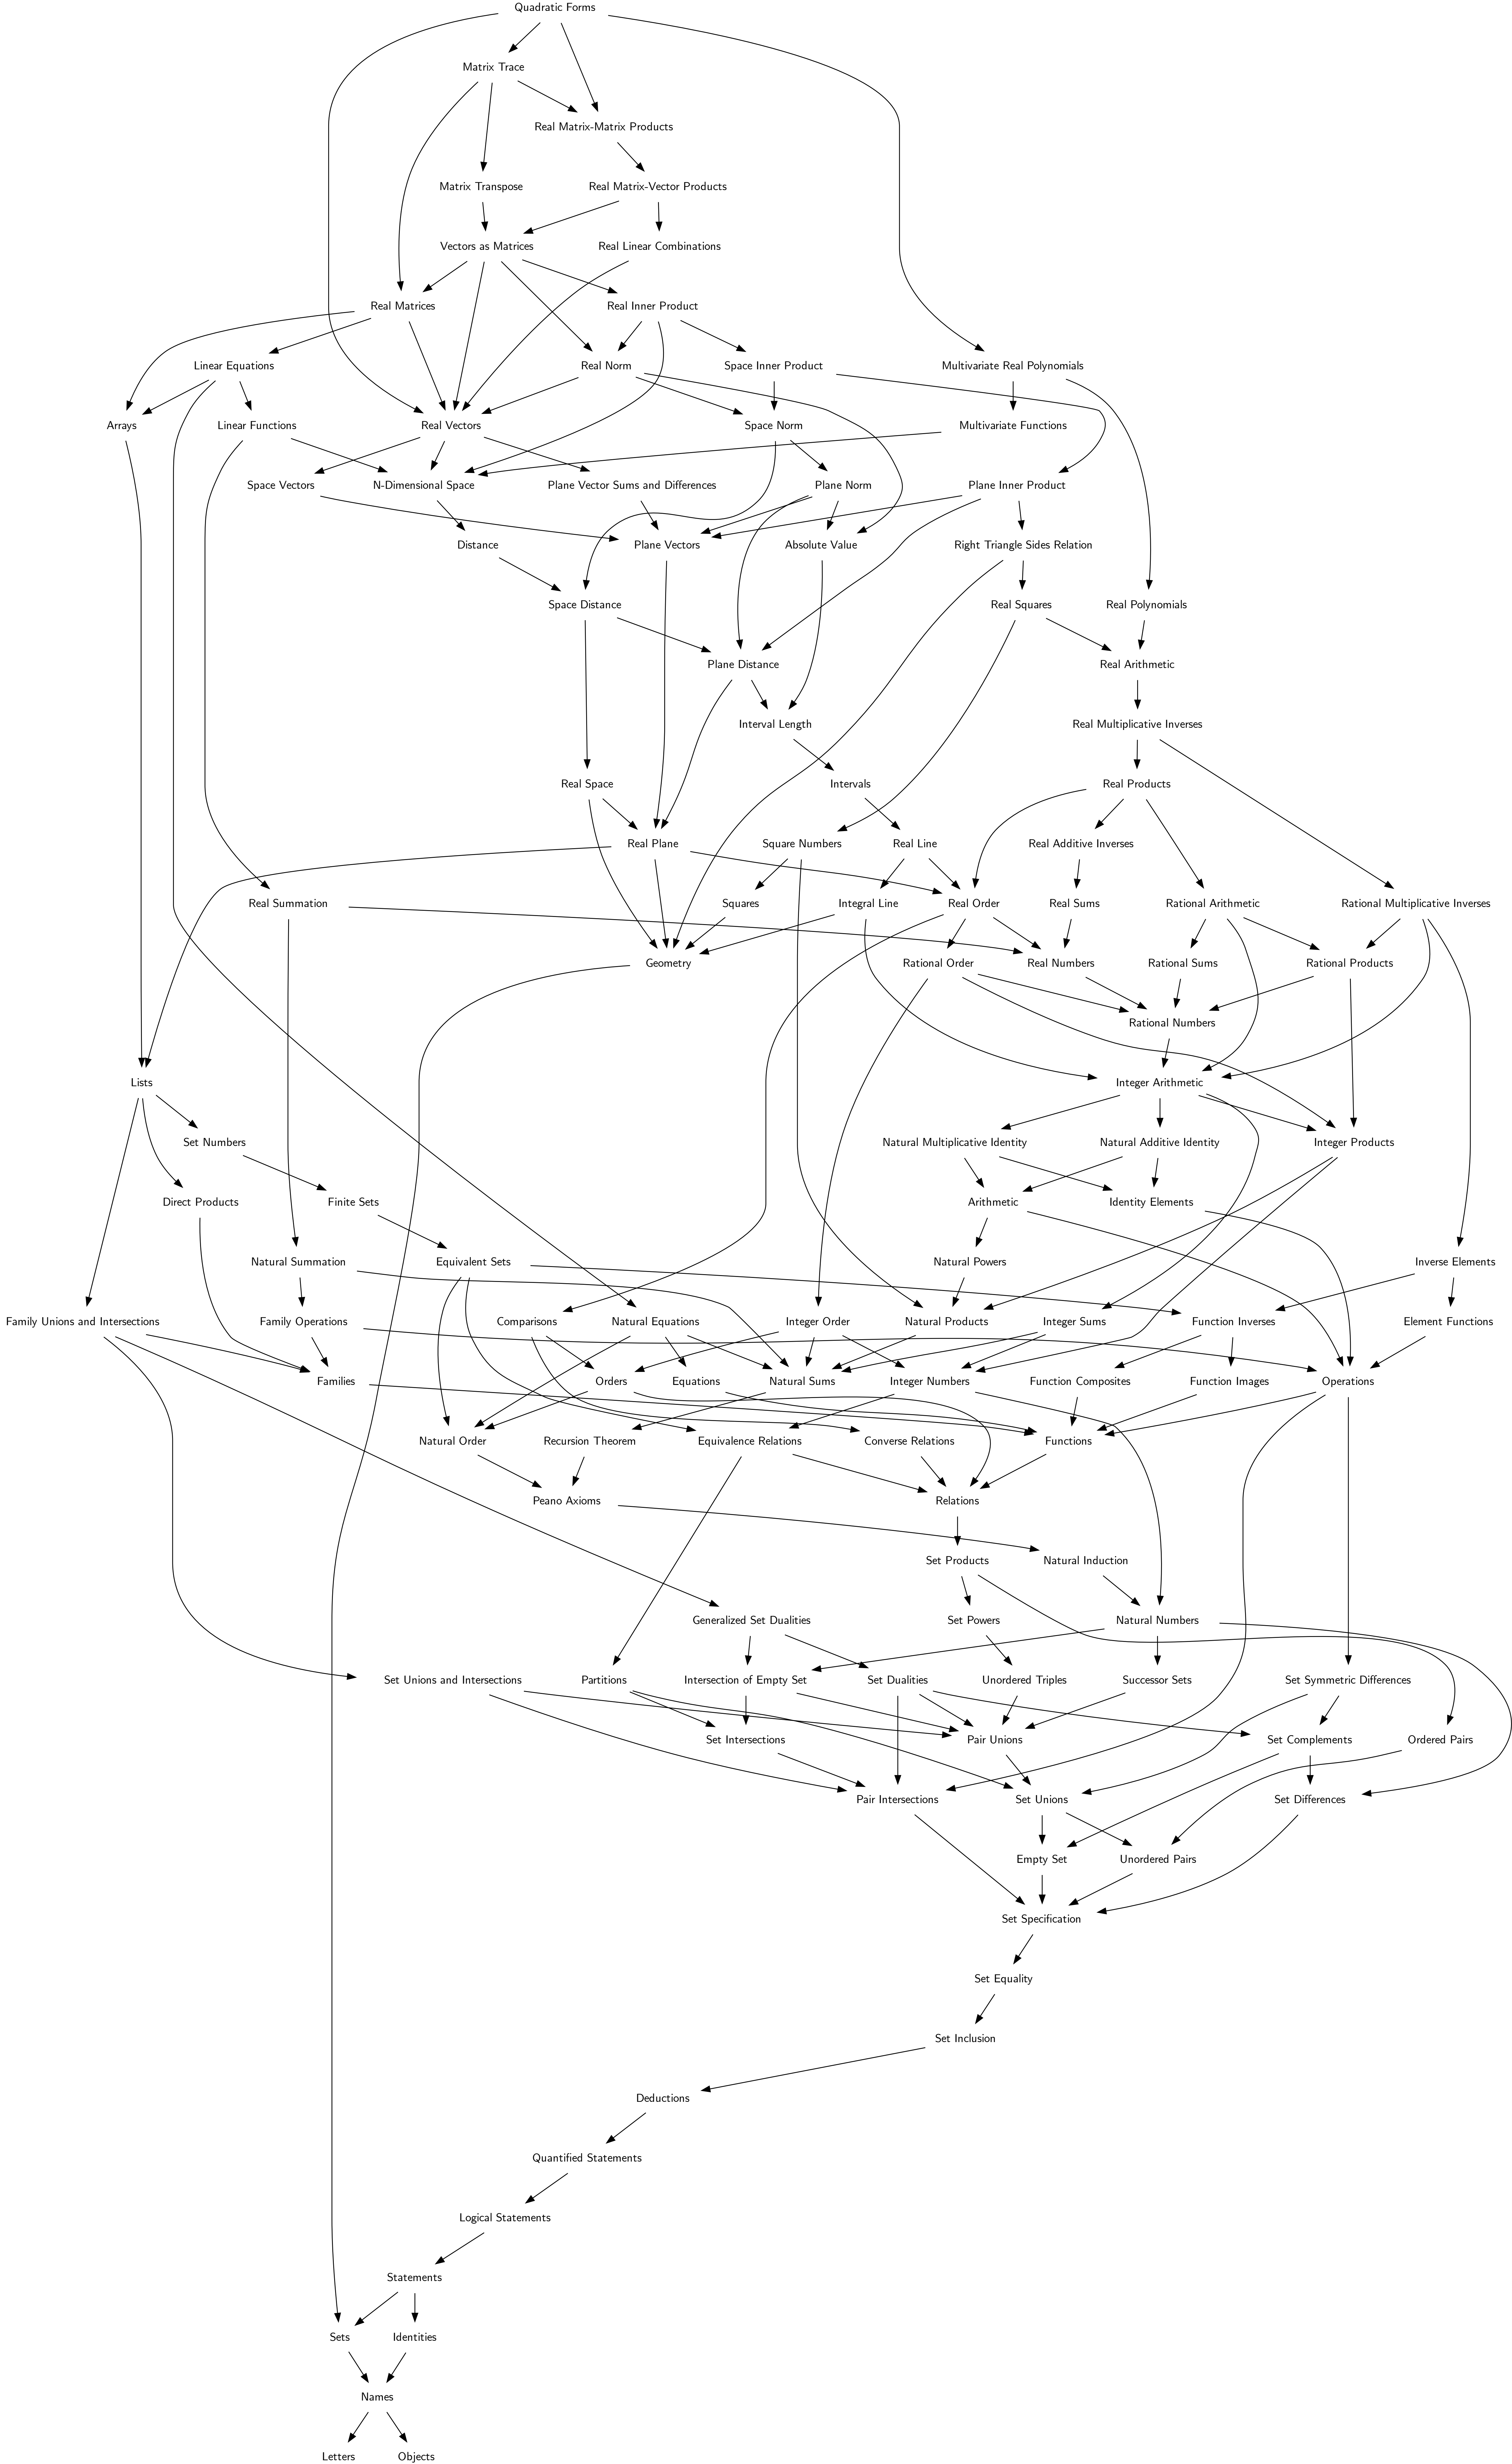 Quadratic Forms
Matrix Trace
Real Matrix-Matrix Products
Matrix Transpose
Real Matrix-Vector Products
Vectors as Matrices
Real Linear Combinations
Real Matrices
Real Inner Product
Linear Equations
Real Norm
Space Inner Product
Multivariate Real Polynomials
Arrays
Linear Functions
Real Vectors
Space Norm
Multivariate Functions
Space Vectors
N-Dimensional Space
Plane Vector Sums and Differences
Plane Norm
Plane Inner Product
Distance
Plane Vectors
Absolute Value
Right Triangle Sides Relation
Space Distance
Real Squares
Real Polynomials
Plane Distance
Real Arithmetic
Interval Length
Real Multiplicative Inverses
Real Space
Intervals
Real Products
Real Plane
Square Numbers
Real Line
Real Additive Inverses
Real Summation
Squares
Integral Line
Real Order
Real Sums
Rational Arithmetic
Rational Multiplicative Inverses
Geometry
Rational Order
Real Numbers
Rational Sums
Rational Products
Rational Numbers
Lists
Integer Arithmetic
Set Numbers
Natural Multiplicative Identity
Natural Additive Identity
Integer Products
Direct Products
Finite Sets
Arithmetic
Identity Elements
Natural Summation
Equivalent Sets
Natural Powers
Inverse Elements
Family Unions and Intersections
Family Operations
Comparisons
Natural Equations
Integer Order
Natural Products
Integer Sums
Function Inverses
Element Functions
Families
Orders
Equations
Natural Sums
Integer Numbers
Function Composites
Function Images
Operations
Natural Order
Recursion Theorem
Equivalence Relations
Converse Relations
Functions
Peano Axioms
Relations
Set Products
Natural Induction
Generalized Set Dualities
Set Powers
Natural Numbers
Set Unions and Intersections
Partitions
Intersection of Empty Set
Set Dualities
Unordered Triples
Successor Sets
Set Symmetric Differences
Set Intersections
Pair Unions
Set Complements
Ordered Pairs
Pair Intersections
Set Unions
Set Differences
Empty Set
Unordered Pairs
Set Specification
Set Equality
Set Inclusion
Deductions
Quantified Statements
Logical Statements
Statements
Sets
Identities
Names
Letters
Objects